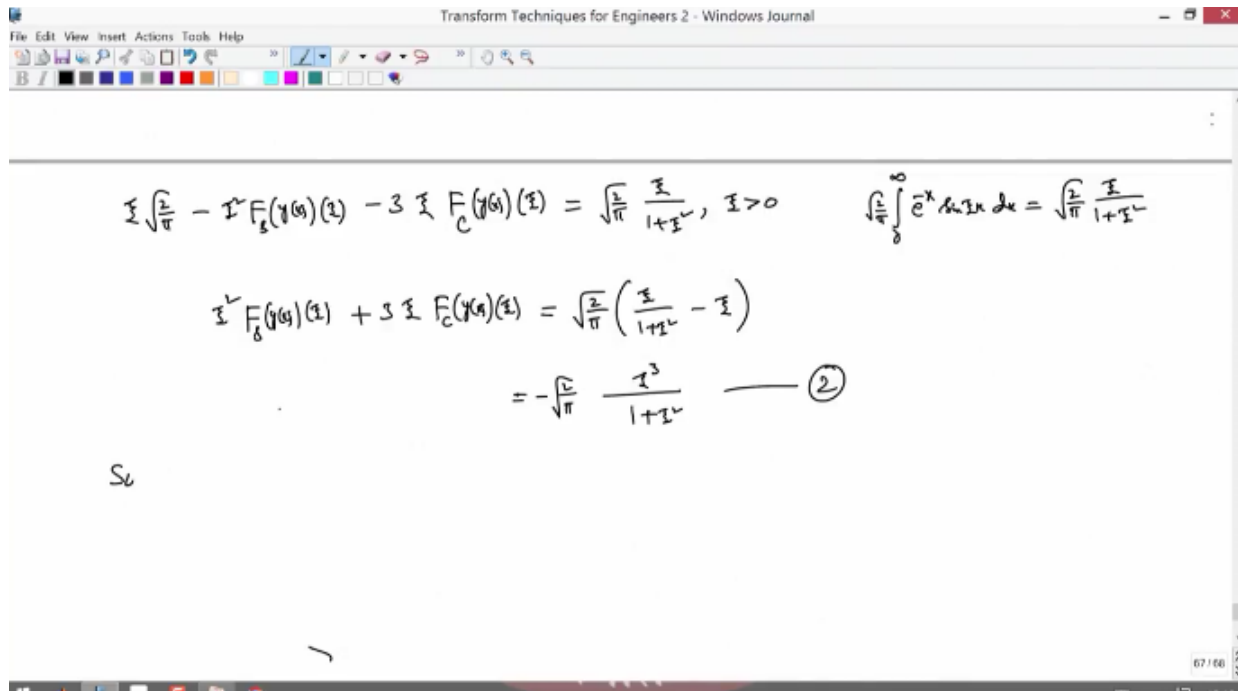 Transform Techniques for Engineers 2 - Windows Journal
File Edit View Insert Actions Tools Help
B I
ξ √(2/π) - ξ² F_s(y(x))(ξ) - 3 ξ F_c(y(x))(ξ) = √(2/π) ξ/(1+ξ²), ξ>0
√(2/π) ∫_0^∞ e^-x sin ξx dx = √(2/π) ξ/(1+ξ²)
ξ² F_s(y(x))(ξ) + 3 ξ F_c(y(x))(ξ) = √(2/π) (ξ/(1+ξ²) - ξ)
= -√(2/π) ξ³/(1+ξ²) —— ②
So
67 / 68